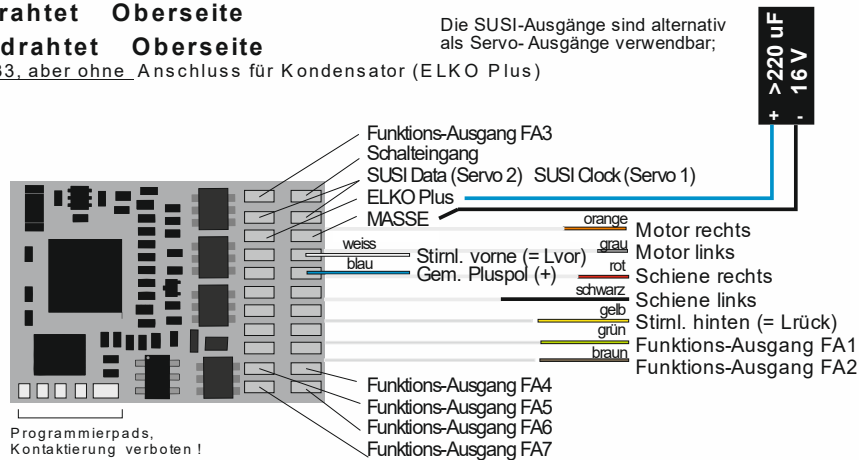 rahtet Oberseite
drahtet Oberseite
33, aber ohne Anschluss für Kondensator (ELKO Plus)
Die SUSI-Ausgänge sind alternativ
als Servo- Ausgänge verwendbar;
>220 uF
16 V
+ -
Funktions-Ausgang FA3
Schalteingang
SUSI Data (Servo 2) SUSI Clock (Servo 1)
ELKO Plus
MASSE
orange
Motor rechts
weiss
grau
Stirnl. vorne (= Lvor)
Motor links
blau
rot
Gem. Pluspol (+)
Schiene rechts
schwarz
Schiene links
gelb
Stirnl. hinten (= Lrück)
grün
Funktions-Ausgang FA1
braun
Funktions-Ausgang FA2
Funktions-Ausgang FA4
Funktions-Ausgang FA5
Funktions-Ausgang FA6
Funktions-Ausgang FA7
Programmierpads,
Kontaktierung verboten !